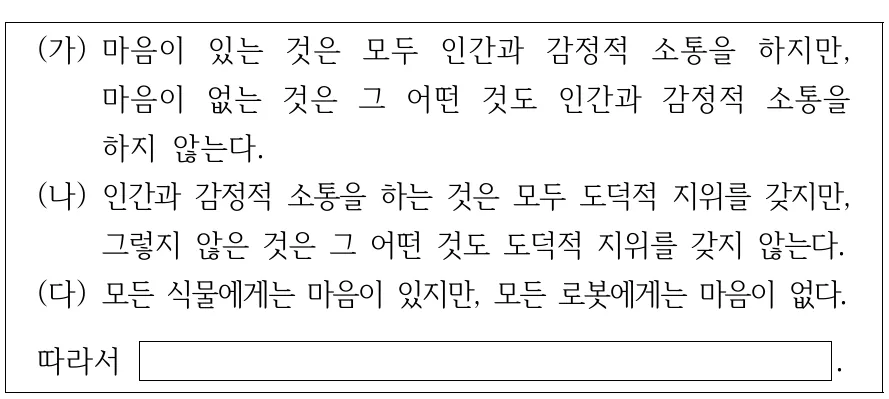 (가) 마음이 있는 것은 모두 인간과 감정적 소통을 하지만,
마음이 없는 것은 그 어떤 것도 인간과 감정적 소통을
하지 않는다.
(나) 인간과 감정적 소통을 하는 것은 모두 도덕적 지위를 갖지만,
그렇지 않은 것은 그 어떤 것도 도덕적 지위를 갖지 않는다.
(다) 모든 식물에게는 마음이 있지만, 모든 로봇에게는 마음이 없다.
따라서 .